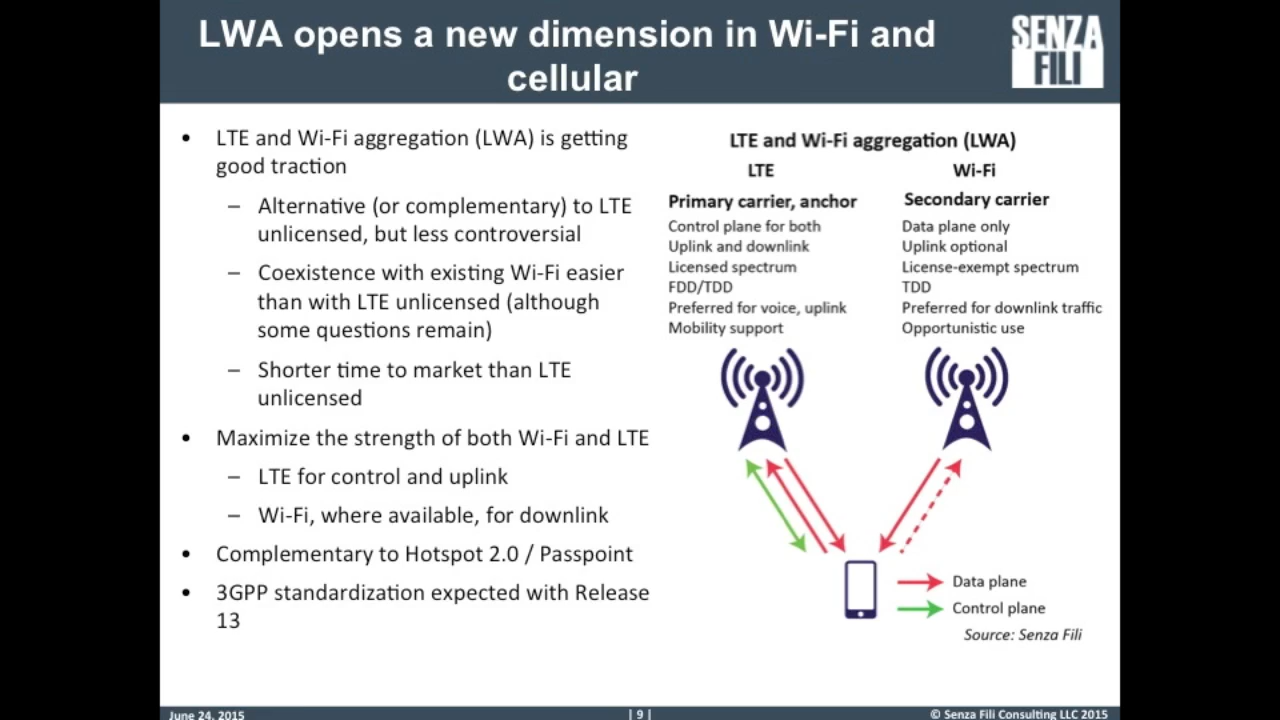 LWA opens a new dimension in Wi-Fi and
cellular
SENZA
FILI
• LTE and Wi-Fi aggregation (LWA) is getting
good traction
– Alternative (or complementary) to LTE
unlicensed, but less controversial
– Coexistence with existing Wi-Fi easier
than with LTE unlicensed (although
some questions remain)
– Shorter time to market than LTE
unlicensed
• Maximize the strength of both Wi-Fi and LTE
– LTE for control and uplink
– Wi-Fi, where available, for downlink
• Complementary to Hotspot 2.0 / Passpoint
• 3GPP standardization expected with Release
13
LTE and Wi-Fi aggregation (LWA)
LTE
Primary carrier, anchor
Control plane for both
Uplink and downlink
Licensed spectrum
FDD/TDD
Preferred for voice, uplink
Mobility support
Wi-Fi
Secondary carrier
Data plane only
Uplink optional
License-exempt spectrum
TDD
Preferred for downlink traffic
Opportunistic use
Data plane
Control plane
Source: Senza Fili
June 24, 2015
| 9 |
© Senza Fili Consulting LLC 2015